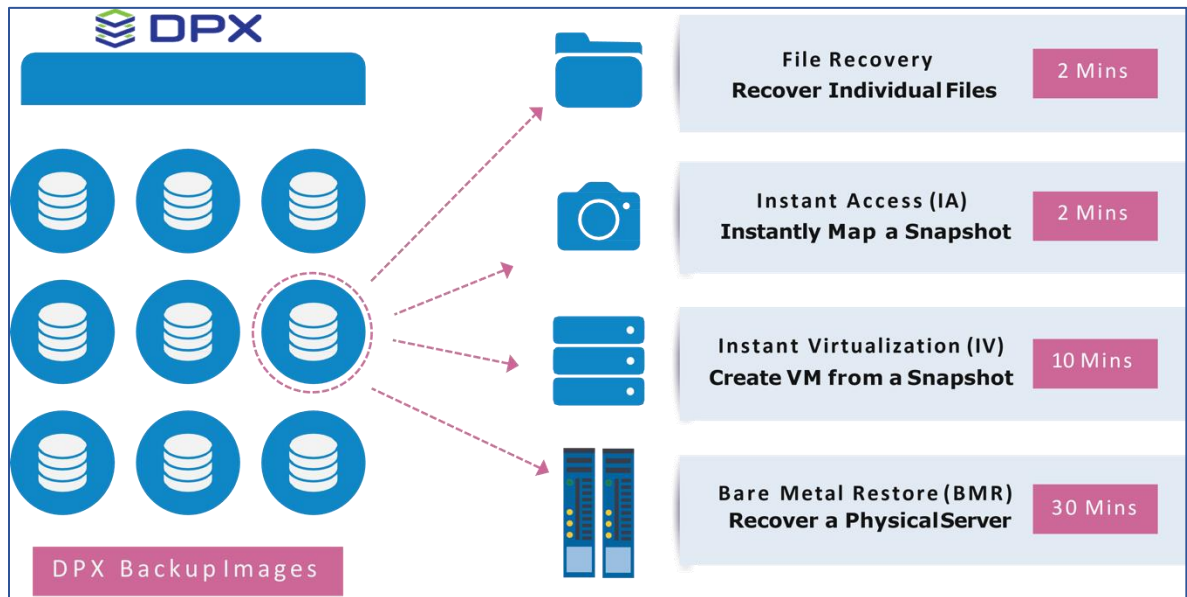 DPX
File Recovery
Recover Individual Files
2 Mins
Instant Access (IA)
Instantly Map a Snapshot
2 Mins
Instant Virtualization (IV)
Create VM from a Snapshot
10 Mins
Bare Metal Restore (BMR)
Recover a Physical Server
30 Mins
DPX Backup Images